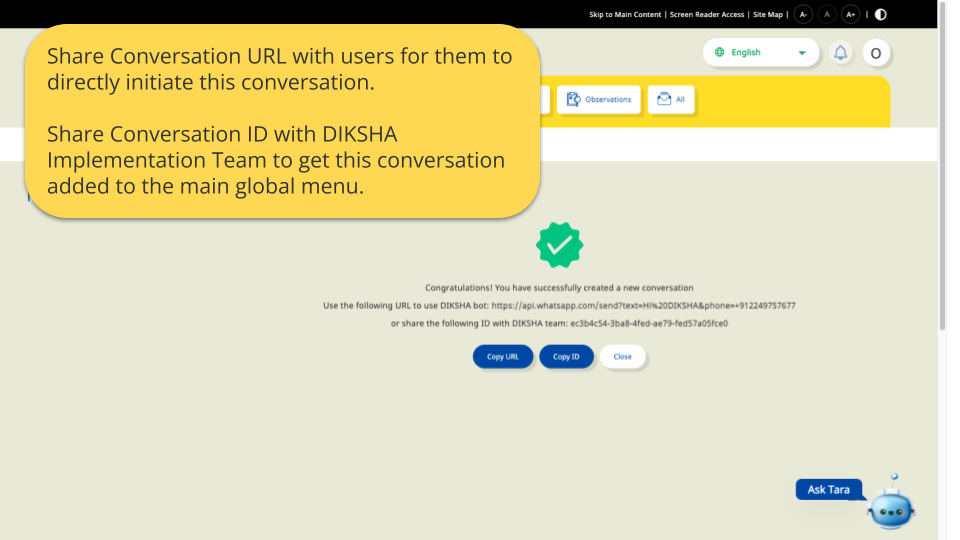 Skip to Main Content | Screen Reader Access | Site Map | A- A A+ |
English
O
Share Conversation URL with users for them to
directly initiate this conversation.
Share Conversation ID with DIKSHA
Implementation Team to get this conversation
added to the main global menu.
Observations
All
Congratulations! You have successfully created a new conversation
Use the following URL to use DIKSHA bot: https://api.whatsapp.com/send?text=Hi%20DIKSHA&phone=+912249757677
or share the following ID with DIKSHA team: ec3b4c54-3ba8-4fed-ae79-fed57a05fce0
Copy URL
Copy ID
Close
Ask Tara